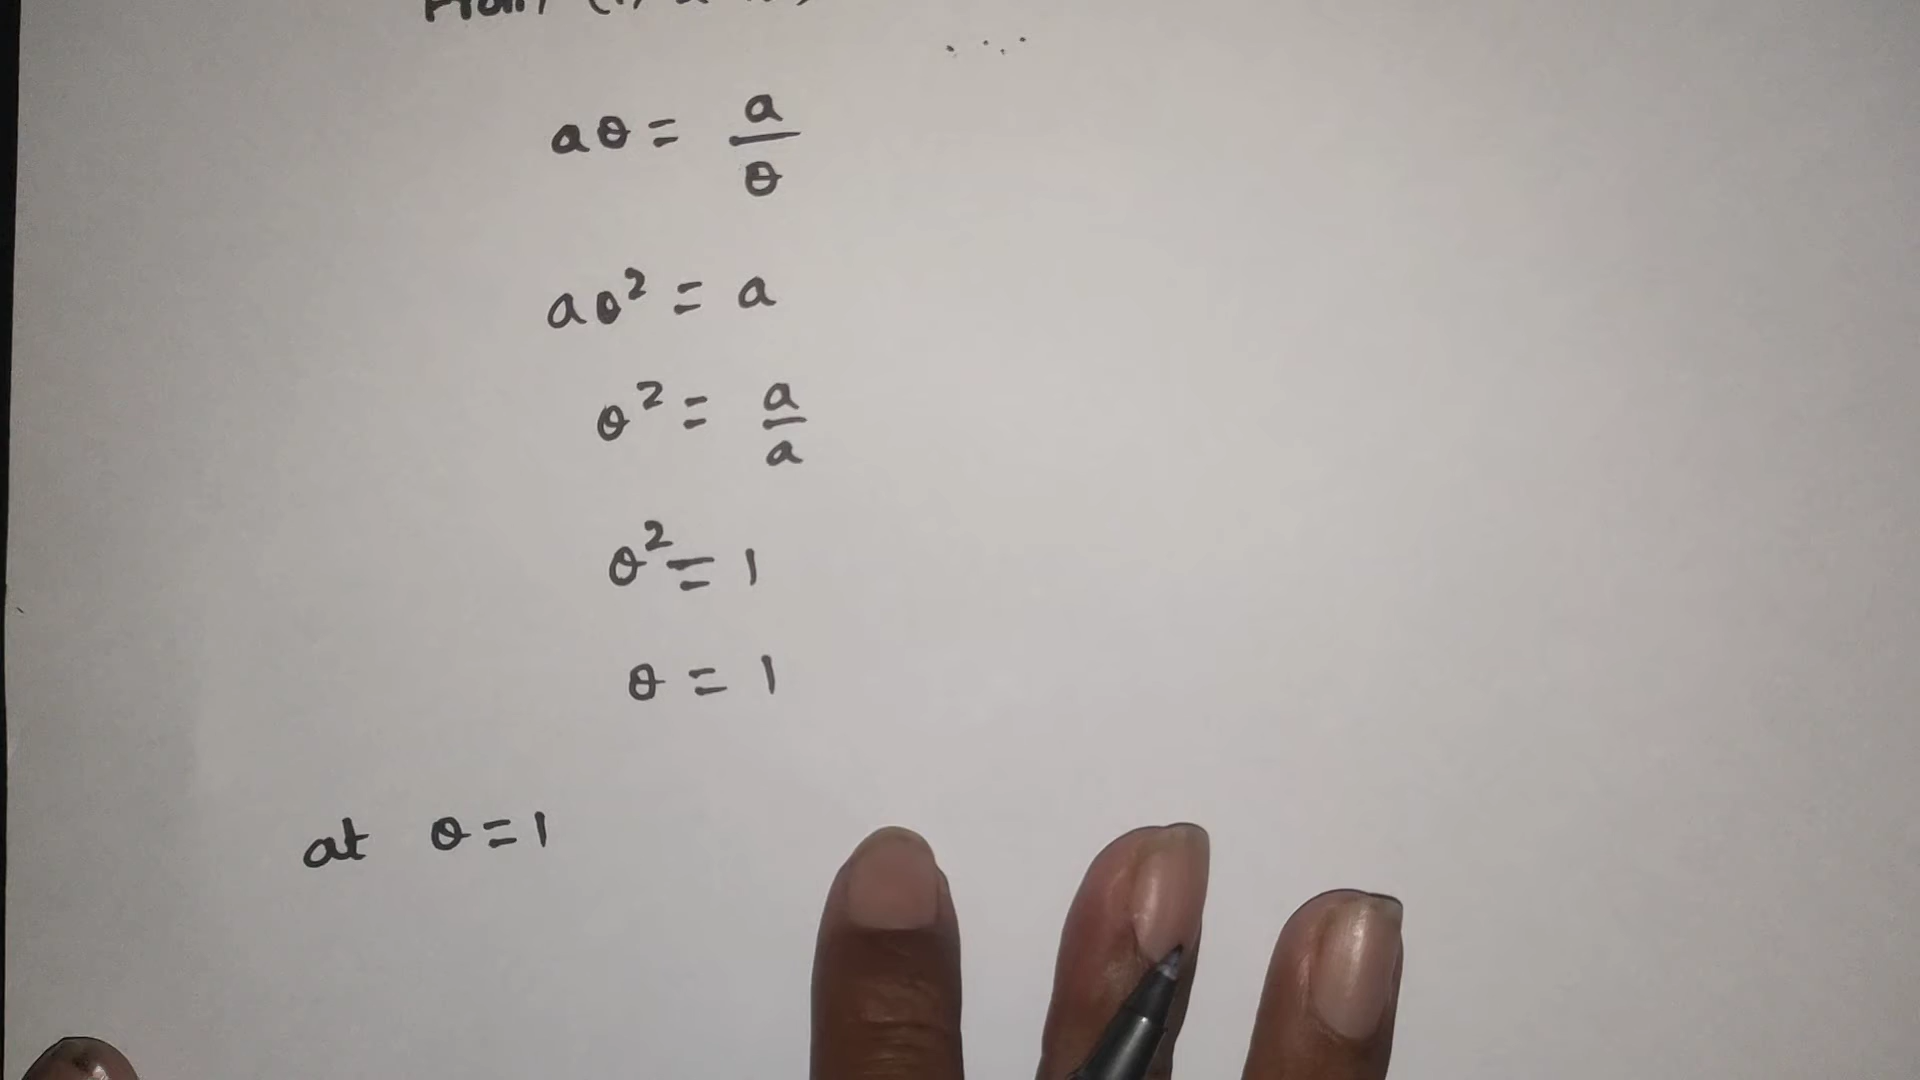 aθ = a/θ
aθ² = a
θ² = a/a
θ² = 1
θ = 1
at θ = 1